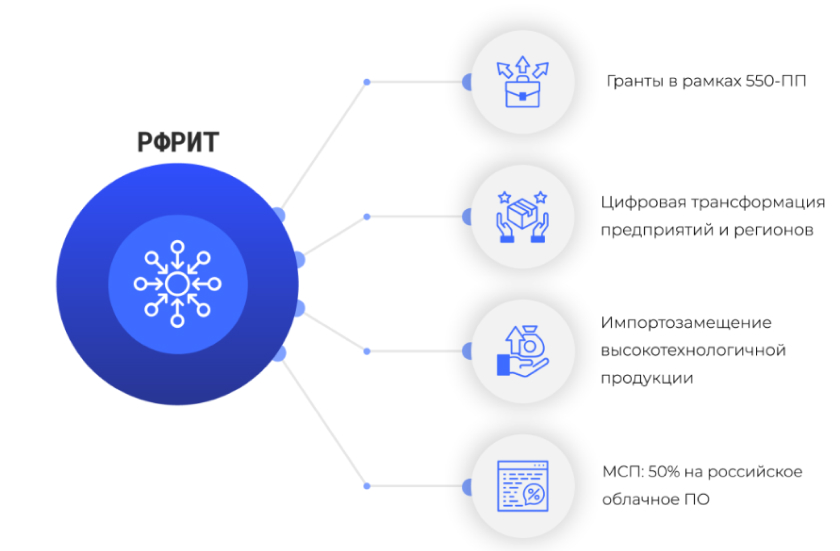 РФРИТ
Гранты в рамках 550-ПП
Цифровая трансформация
предприятий и регионов
Импортозамещение
высокотехнологичной
продукции
МСП: 50% на российское
облачное ПО
%